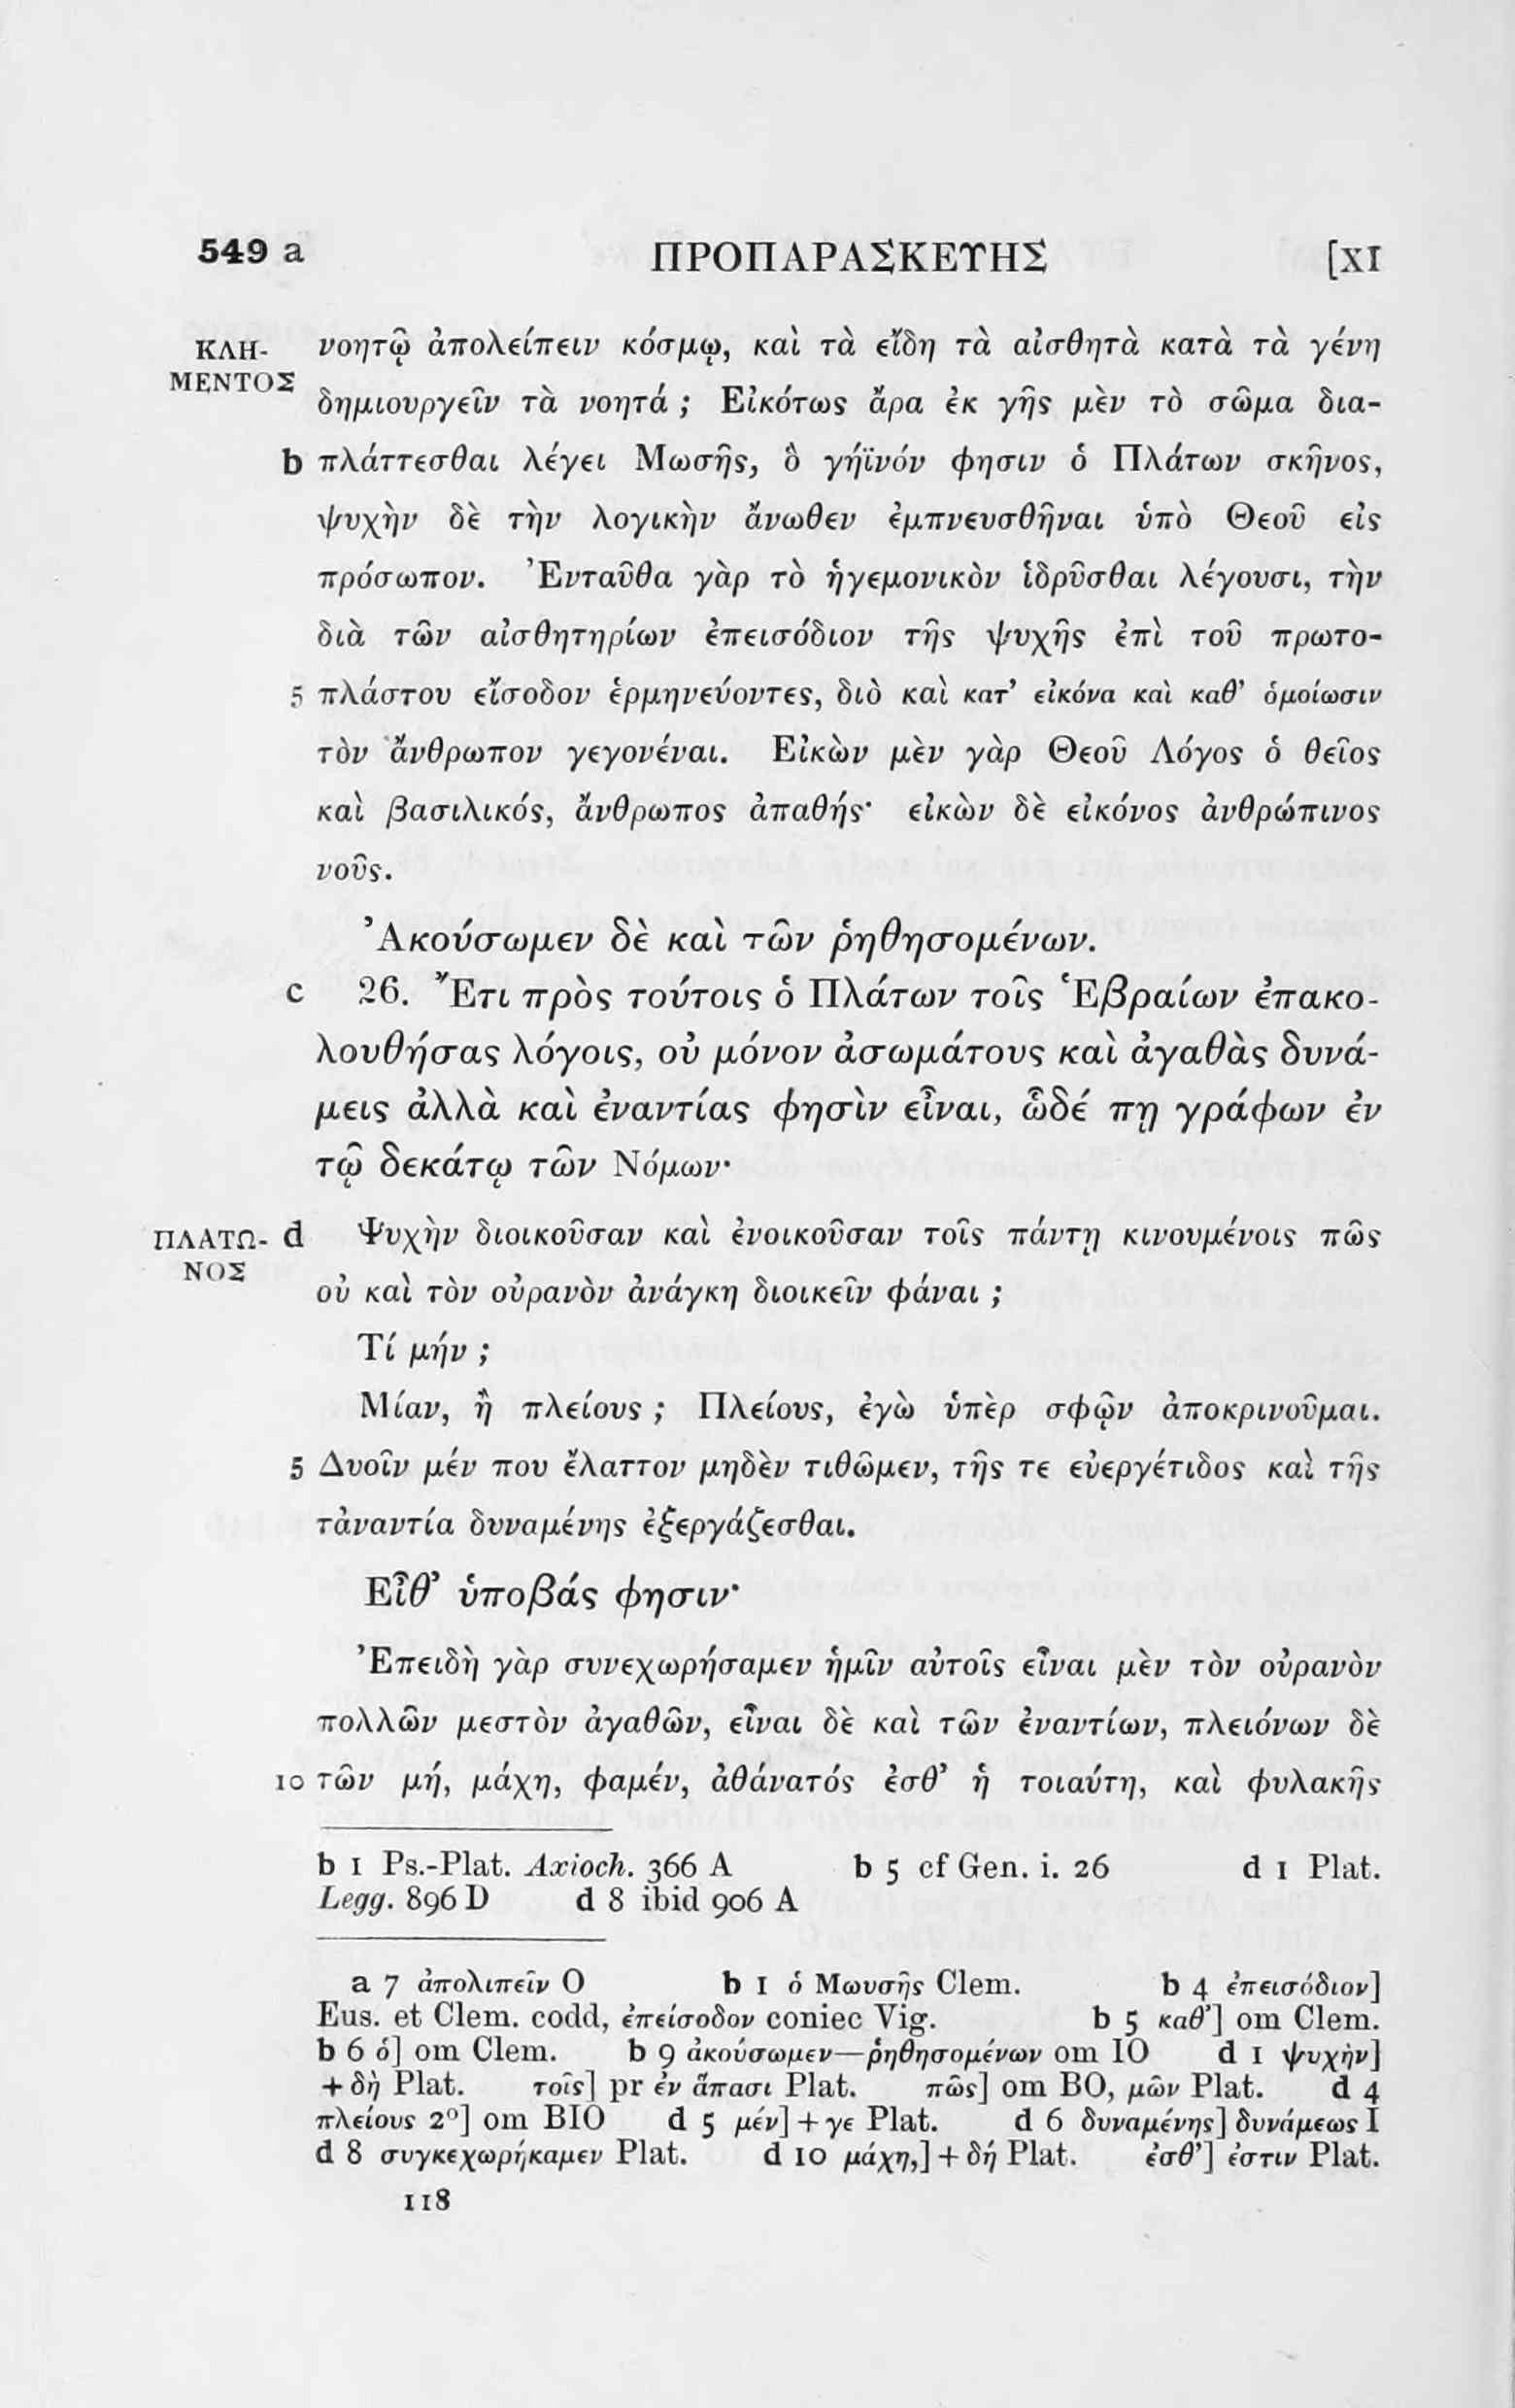 549 a ΠΡΟΠΑΡΑΣΚΕΥΗΣ [XI
ΚΛΗ- νοητῷ ἀπολείπειν κόσμῳ, καὶ τὰ εἴδη τὰ αἰσθητὰ κατὰ τὰ γένη
ΜΕΝΤΟΣ δημιουργεῖν τὰ νοητά ; Εἰκότως ἄρα ἐκ γῆς μὲν τὸ σῶμα δια-
b πλάττεσθαι λέγει Μωσῆς, ὃ γήϊνόν φησιν ὁ Πλάτων σκῆνος,
ψυχὴν δὲ τὴν λογικὴν ἄνωθεν ἐμπνευσθῆναι ὑπὸ Θεοῦ εἰς
πρόσωπον. Ἐνταῦθα γὰρ τὸ ἡγεμονικὸν ἱδρῦσθαι λέγουσι, τὴν
διὰ τῶν αἰσθητηρίων ἐπεισόδιον τῆς ψυχῆς ἐπὶ τοῦ πρωτο-
5 πλάστου εἴσοδον ἑρμηνεύοντες, διὸ καὶ κατ’ εἰκόνα καὶ καθ’ ὁμοίωσιν
τὸν ἄνθρωπον γεγονέναι. Εἰκὼν μὲν γὰρ Θεοῦ Λόγος ὁ θεῖος
καὶ βασιλικός, ἄνθρωπος ἀπαθής· εἰκὼν δὲ εἰκόνος ἀνθρώπινος
νοῦς.
Ἀκούσωμεν δὲ καὶ τῶν ῥηθησομένων.
c 26. Ἔτι πρὸς τούτοις ὁ Πλάτων τοῖς Ἑβραίων ἐπακο-
λουθήσας λόγοις, οὐ μόνον ἀσωμάτους καὶ ἀγαθὰς δυνά-
μεις ἀλλὰ καὶ ἐναντίας φησὶν εἶναι, ὧδέ πῃ γράφων ἐν
τῷ δεκάτῳ τῶν Νόμων·
ΠΛΑΤΩ- d Ψυχὴν διοικοῦσαν καὶ ἐνοικοῦσαν τοῖς πάντῃ κινουμένοις πῶς
ΝΟΣ οὐ καὶ τὸν οὐρανὸν ἀνάγκη διοικεῖν φάναι ;
Τί μήν ;
Μίαν, ἢ πλείους ; Πλείους, ἐγὼ ὑπὲρ σφῷν ἀποκρινοῦμαι.
5 Δυοῖν μέν που ἔλαττον μηδὲν τιθῶμεν, τῆς τε εὐεργέτιδος καὶ τῆς
τἀναντία δυναμένης ἐξεργάζεσθαι.
Εἶθ’ ὑποβάς φησιν·
Ἐπειδὴ γὰρ συνεχωρήσαμεν ἡμῖν αὐτοῖς εἶναι μὲν τὸν οὐρανὸν
πολλῶν μεστὸν ἀγαθῶν, εἶναι δὲ καὶ τῶν ἐναντίων, πλειόνων δὲ
10 τῶν μή, μάχη, φαμέν, ἀθάνατός ἐσθ’ ἡ τοιαύτη, καὶ φυλακῆς
b 1 Ps.-Plat. Axioch. 366 A b 5 cf Gen. i. 26 d 1 Plat.
Legg. 896 D d 8 ibid 906 A
a 7 ἀπολιπεῖν O b 1 ὁ Μωυσῆς Clem. b 4 ἐπεισόδιον]
Eus. et Clem. codd, ἐπείσοδον coniec Vig. b 5 καθ’] om Clem.
b 6 ὁ] om Clem. b 9 ἀκούσωμεν—ῥηθησομένων om IO d 1 ψυχὴν]
+ δὴ Plat. τοῖς] pr ἐν ἅπασι Plat. πῶς] om BO, μῶν Plat. d 4
πλείους 2⁰] om BIO d 5 μέν] + γε Plat. d 6 δυναμένης] δυνάμεως I
d 8 συγκεχωρήκαμεν Plat. d 10 μάχη,] + δή Plat. ἐσθ’] ἐστιν Plat.
118